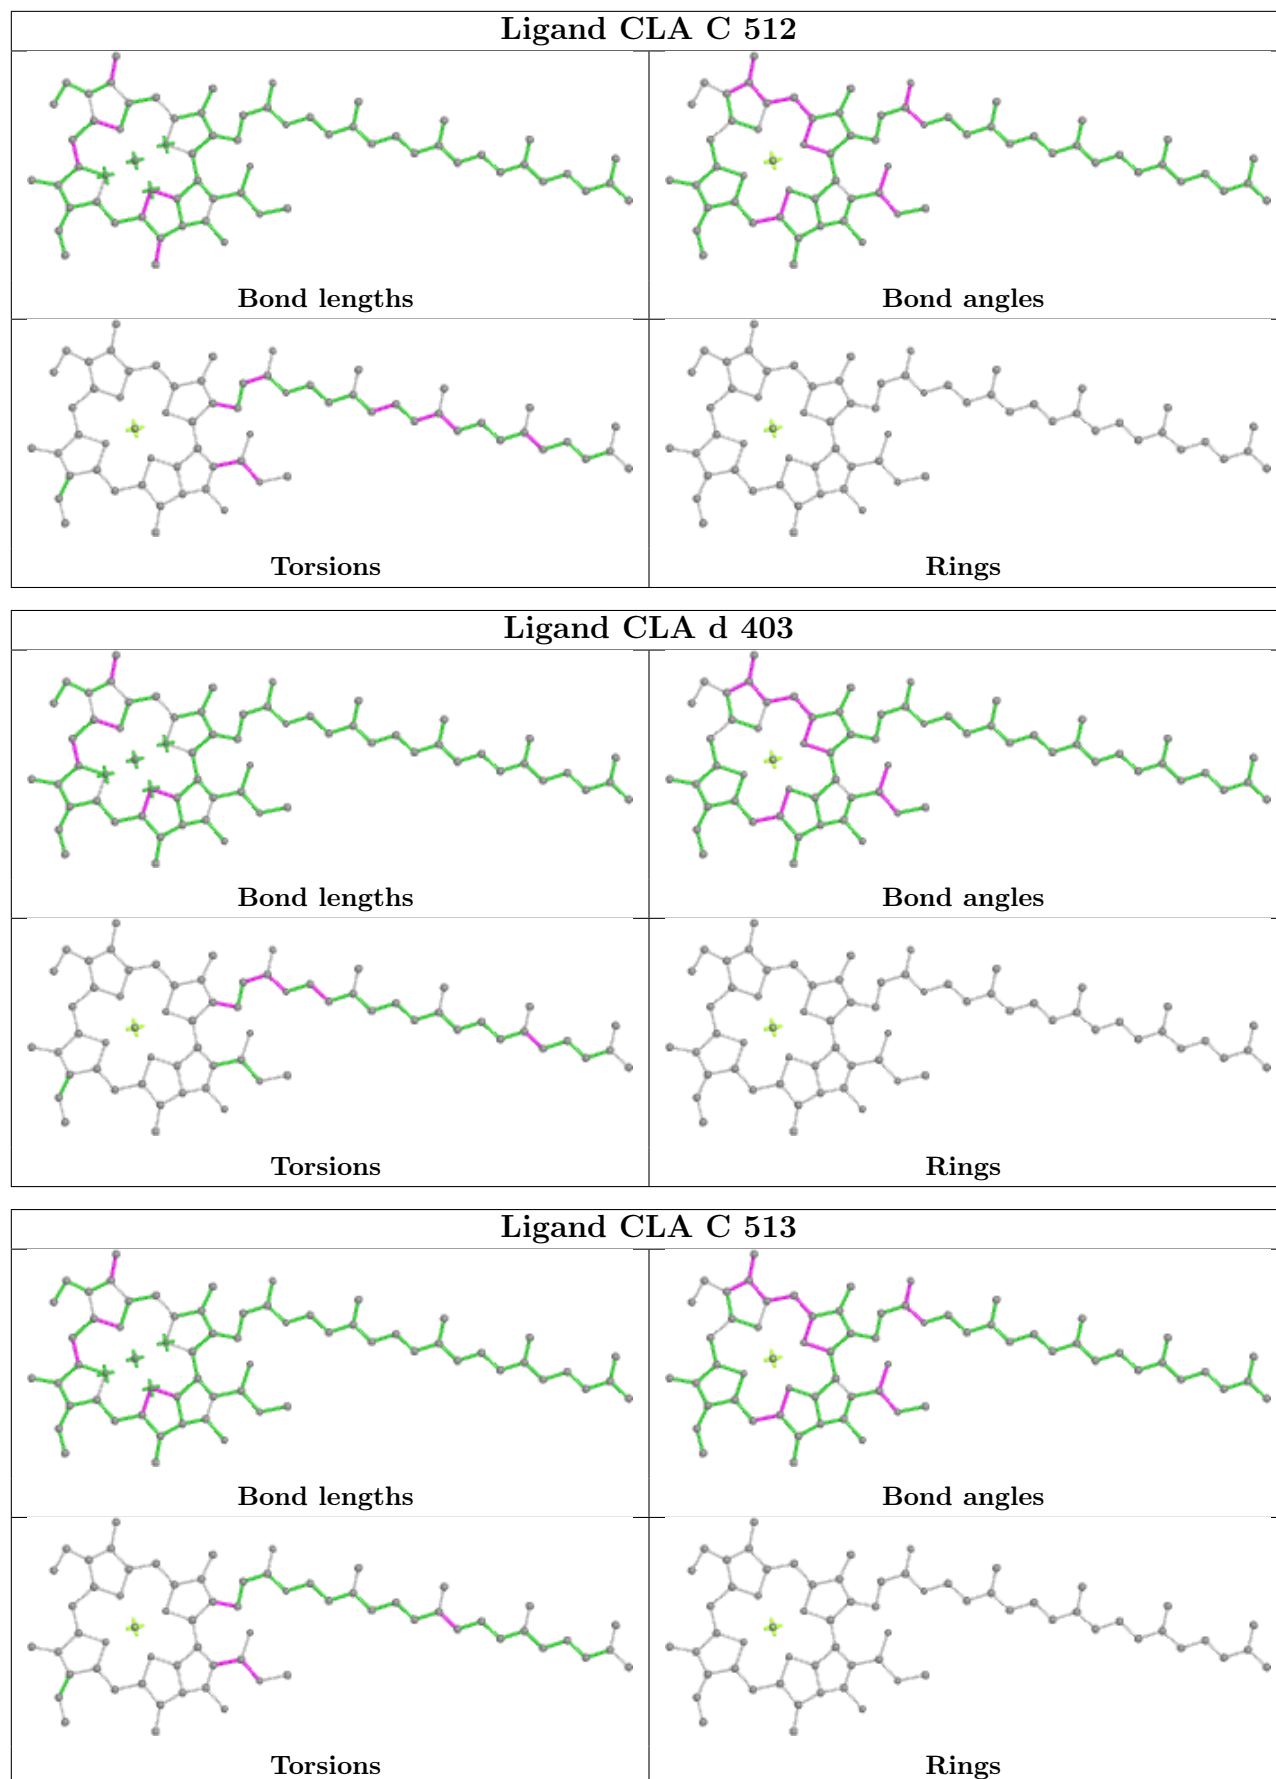 Ligand CLA C 512
Bond lengths
Bond angles
Torsions
Rings
Ligand CLA d 403
Bond lengths
Bond angles
Torsions
Rings
Ligand CLA C 513
Bond lengths
Bond angles
Torsions
Rings